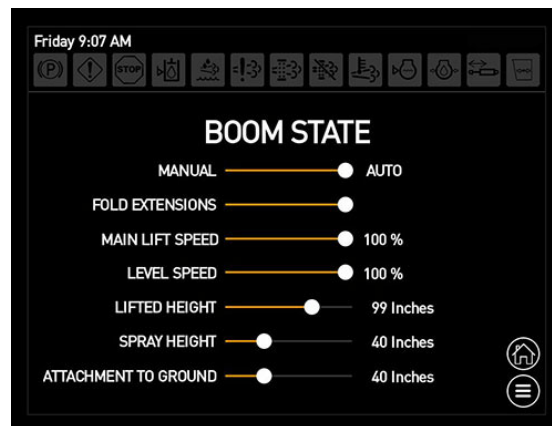 Friday 9:07 AM
(P) STOP
BOOM STATE
MANUAL AUTO
FOLD EXTENSIONS
MAIN LIFT SPEED 100 %
LEVEL SPEED 100 %
LIFTED HEIGHT 99 Inches
SPRAY HEIGHT 40 Inches
ATTACHMENT TO GROUND 40 Inches